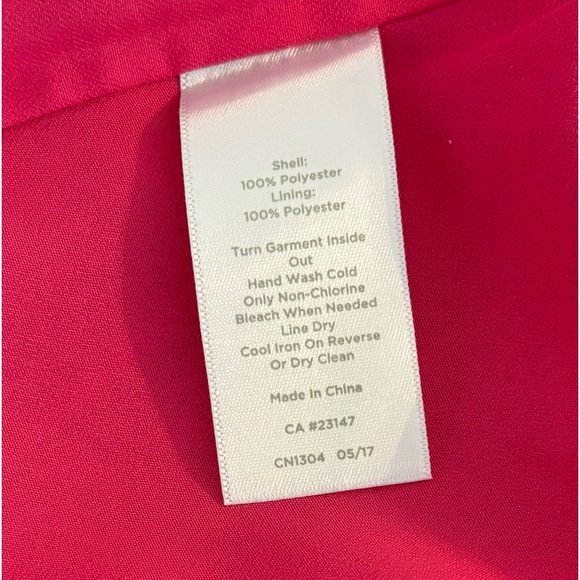 Shell:
100% Polyester
Lining:
100% Polyester
Turn Garment Inside
Out
Hand Wash Cold
Only Non-Chlorine
Bleach When Needed
Line Dry
Cool Iron On Reverse
Or Dry Clean
Made In China
CA #23147
CN1304 05/17